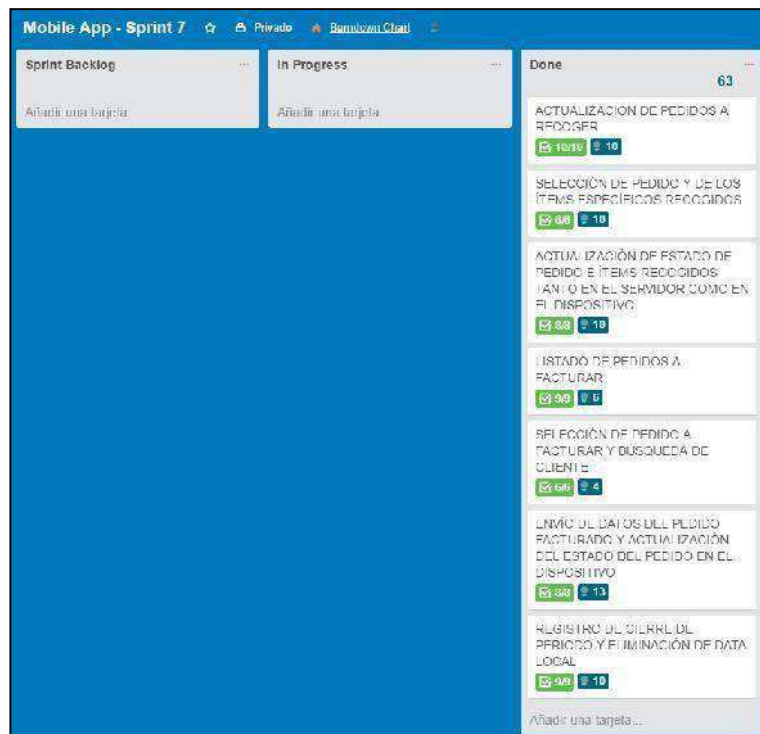 Mobile App - Sprint 7 Privado Burndown Chart
Sprint Backlog
Añadir una tarjeta
In Progress
Añadir una tarjeta
Done
63
ACTUALIZACIÓN DE PEDIDOS A
RECOGER
10/10 10
SELECCIÓN DE PEDIDO Y DE LOS
ÍTEMS ESPECÍFICOS RECOGIDOS
6/6 10
ACTUALIZACIÓN DE ESTADO DE
PEDIDO E ÍTEMS RECOGIDOS
TANTO EN EL SERVIDOR COMO EN
EL DISPOSITIVO
8/8 10
LISTADO DE PEDIDOS A
FACTURAR
9/9
SELECCIÓN DE PEDIDO A
FACTURAR Y BÚSQUEDA DE
CLIENTE
6/6 4
ENVÍO DE DATOS DEL PEDIDO
FACTURADO Y ACTUALIZACIÓN
DEL ESTADO DEL PEDIDO EN EL
DISPOSITIVO
8/8 13
REGISTRO DE CIERRE DE
PERIODO Y ELIMINACIÓN DE DATA
LOCAL
9/9 10
Añadir una tarjeta...